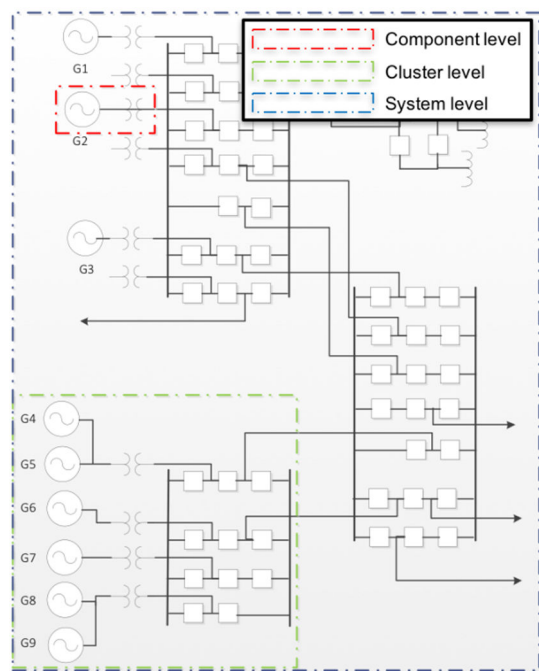 Component level
Cluster level
System level
G1
G2
G3
G4
G5
G6
G7
G8
G9